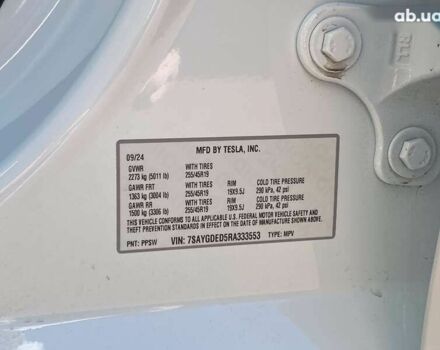 ab.ua
RLL
MFD BY TESLA, INC.
09/24
GVWR WITH TIRES
2273 kg (5011 lb) 255/45R19
GAWR FRT WITH TIRES RIM COLD TIRE PRESSURE
1363 kg (3004 lb) 255/45R19 19X9.5J 290 kPa, 42 psi
GAWR RR WITH TIRES RIM COLD TIRE PRESSURE
1500 kg (3306 lb) 255/45R19 19X9.5J 290 kPa, 42 psi
THIS VEHICLE CONFORMS TO ALL APPLICABLE U.S. FEDERAL MOTOR VEHICLE SAFETY AND
THEFT PREVENTION STANDARDS IN EFFECT ON THE DATE OF MANUFACTURE SHOWN ABOVE.
PNT: PPSW VIN: 7SAYGDED5RA333553 TYPE: MPV